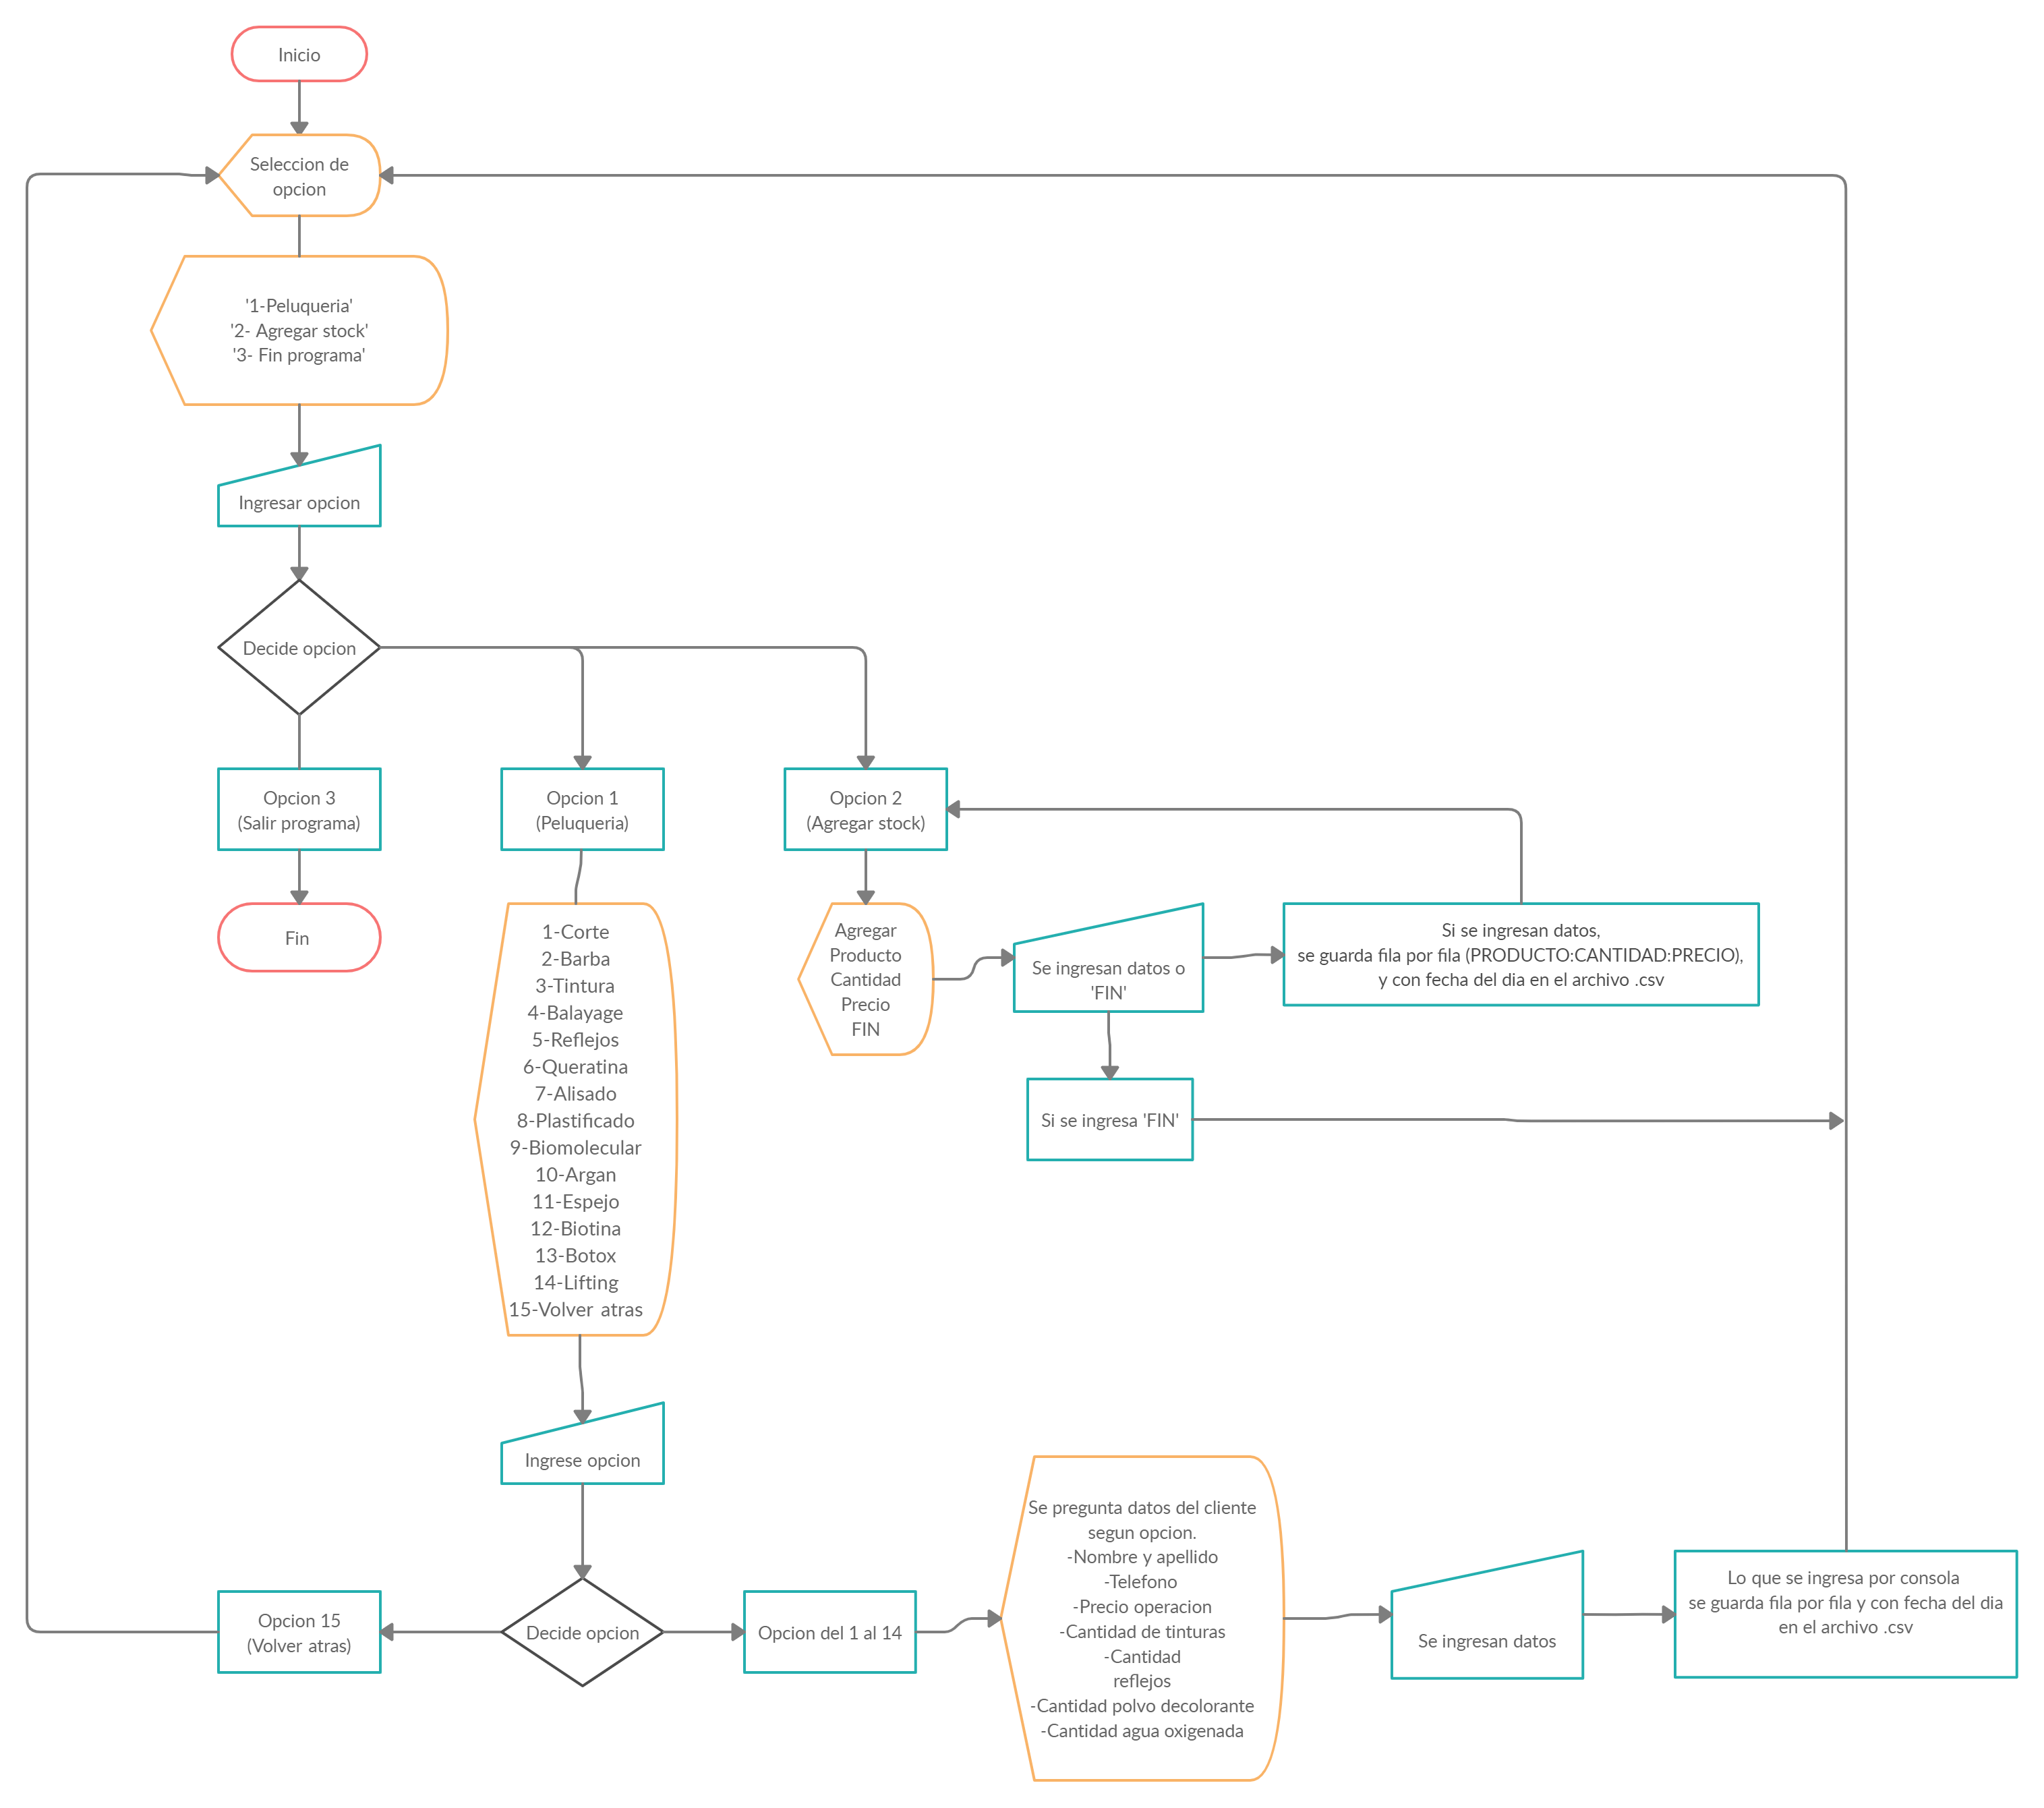 Inicio
Seleccion de
opcion
'1-Peluqueria'
'2- Agregar stock'
'3- Fin programa'
Ingresar opcion
Decide opcion
Opcion 3
(Salir programa)
Opcion 1
(Peluqueria)
Opcion 2
(Agregar stock)
Fin
1-Corte
2-Barba
3-Tintura
4-Balayage
5-Reflejos
6-Queratina
7-Alisado
8-Plastificado
9-Biomolecular
10-Argan
11-Espejo
12-Biotina
13-Botox
14-Lifting
15-Volver atras
Agregar
Producto
Cantidad
Precio
FIN
Se ingresan datos o
'FIN'
Si se ingresan datos,
se guarda fila por fila (PRODUCTO:CANTIDAD:PRECIO),
y con fecha del dia en el archivo .csv
Si se ingresa 'FIN'
Ingrese opcion
Opcion 15
(Volver atras)
Decide opcion
Opcion del 1 al 14
Se pregunta datos del cliente
segun opcion.
-Nombre y apellido
-Telefono
-Precio operacion
-Cantidad de tinturas
-Cantidad
reflejos
-Cantidad polvo decolorante
-Cantidad agua oxigenada
Se ingresan datos
Lo que se ingresa por consola
se guarda fila por fila y con fecha del dia
en el archivo .csv